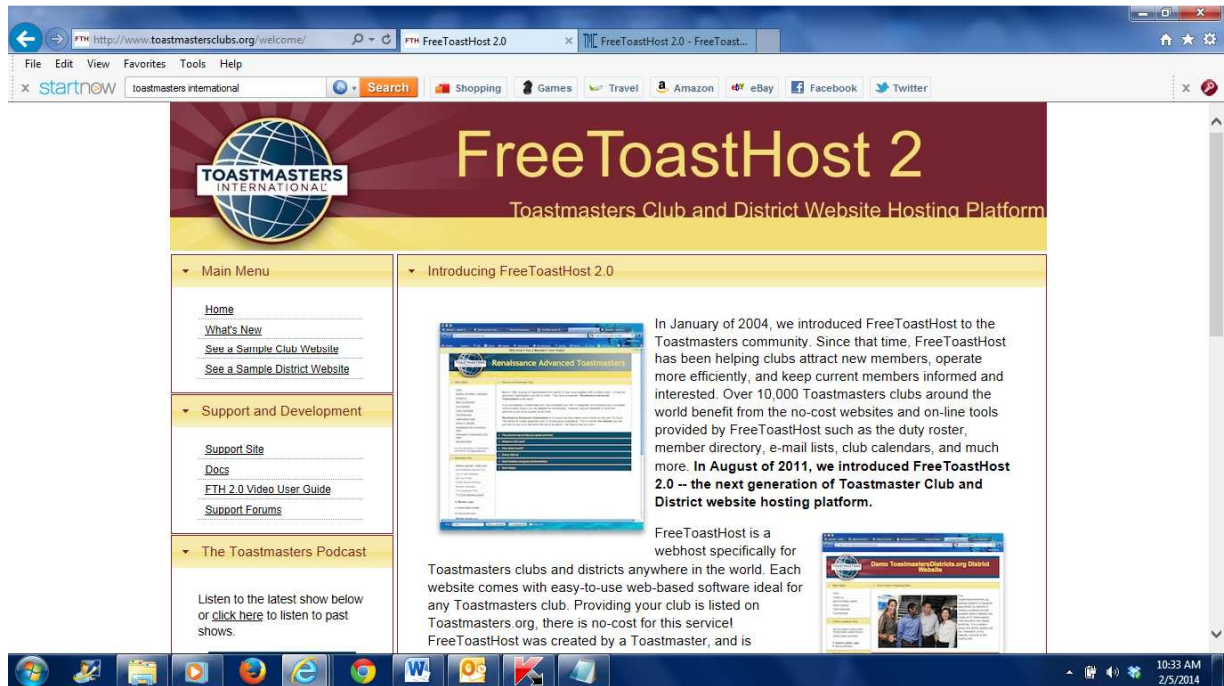 http://www.toastmastersclubs.org/welcome/
FTH FreeToastHost 2.0
FreeToastHost 2.0 - FreeToast...
File Edit View Favorites Tools Help
x startnow toastmasters international Search Shopping Games Travel Amazon eBay Facebook Twitter x
TOASTMASTERS
INTERNATIONAL
FreeToastHost 2
Toastmasters Club and District Website Hosting Platform
Main Menu
Home
What's New
See a Sample Club Website
See a Sample District Website
Support and Development
Support Site
Docs
FTH 2.0 Video User Guide
Support Forums
The Toastmasters Podcast
Listen to the latest show below
or click here to listen to past
shows.
Introducing FreeToastHost 2.0
Renaissance Advanced Toastmasters
In January of 2004, we introduced FreeToastHost to the
Toastmasters community. Since that time, FreeToastHost
has been helping clubs attract new members, operate
more efficiently, and keep current members informed and
interested. Over 10,000 Toastmasters clubs around the
world benefit from the no-cost websites and on-line tools
provided by FreeToastHost such as the duty roster,
member directory, e-mail lists, club calendars, and much
more. In August of 2011, we introduced FreeToastHost
2.0 -- the next generation of Toastmaster Club and
District website hosting platform.
FreeToastHost is a
webhost specifically for
Toastmasters clubs and districts anywhere in the world. Each
website comes with easy-to-use web-based software ideal for
any Toastmasters club. Providing your club is listed on
Toastmasters.org, there is no-cost for this service!
FreeToastHost was created by a Toastmaster, and is
Demo ToastmastersDistricts.org District
Website
10:33 AM
2/5/2014